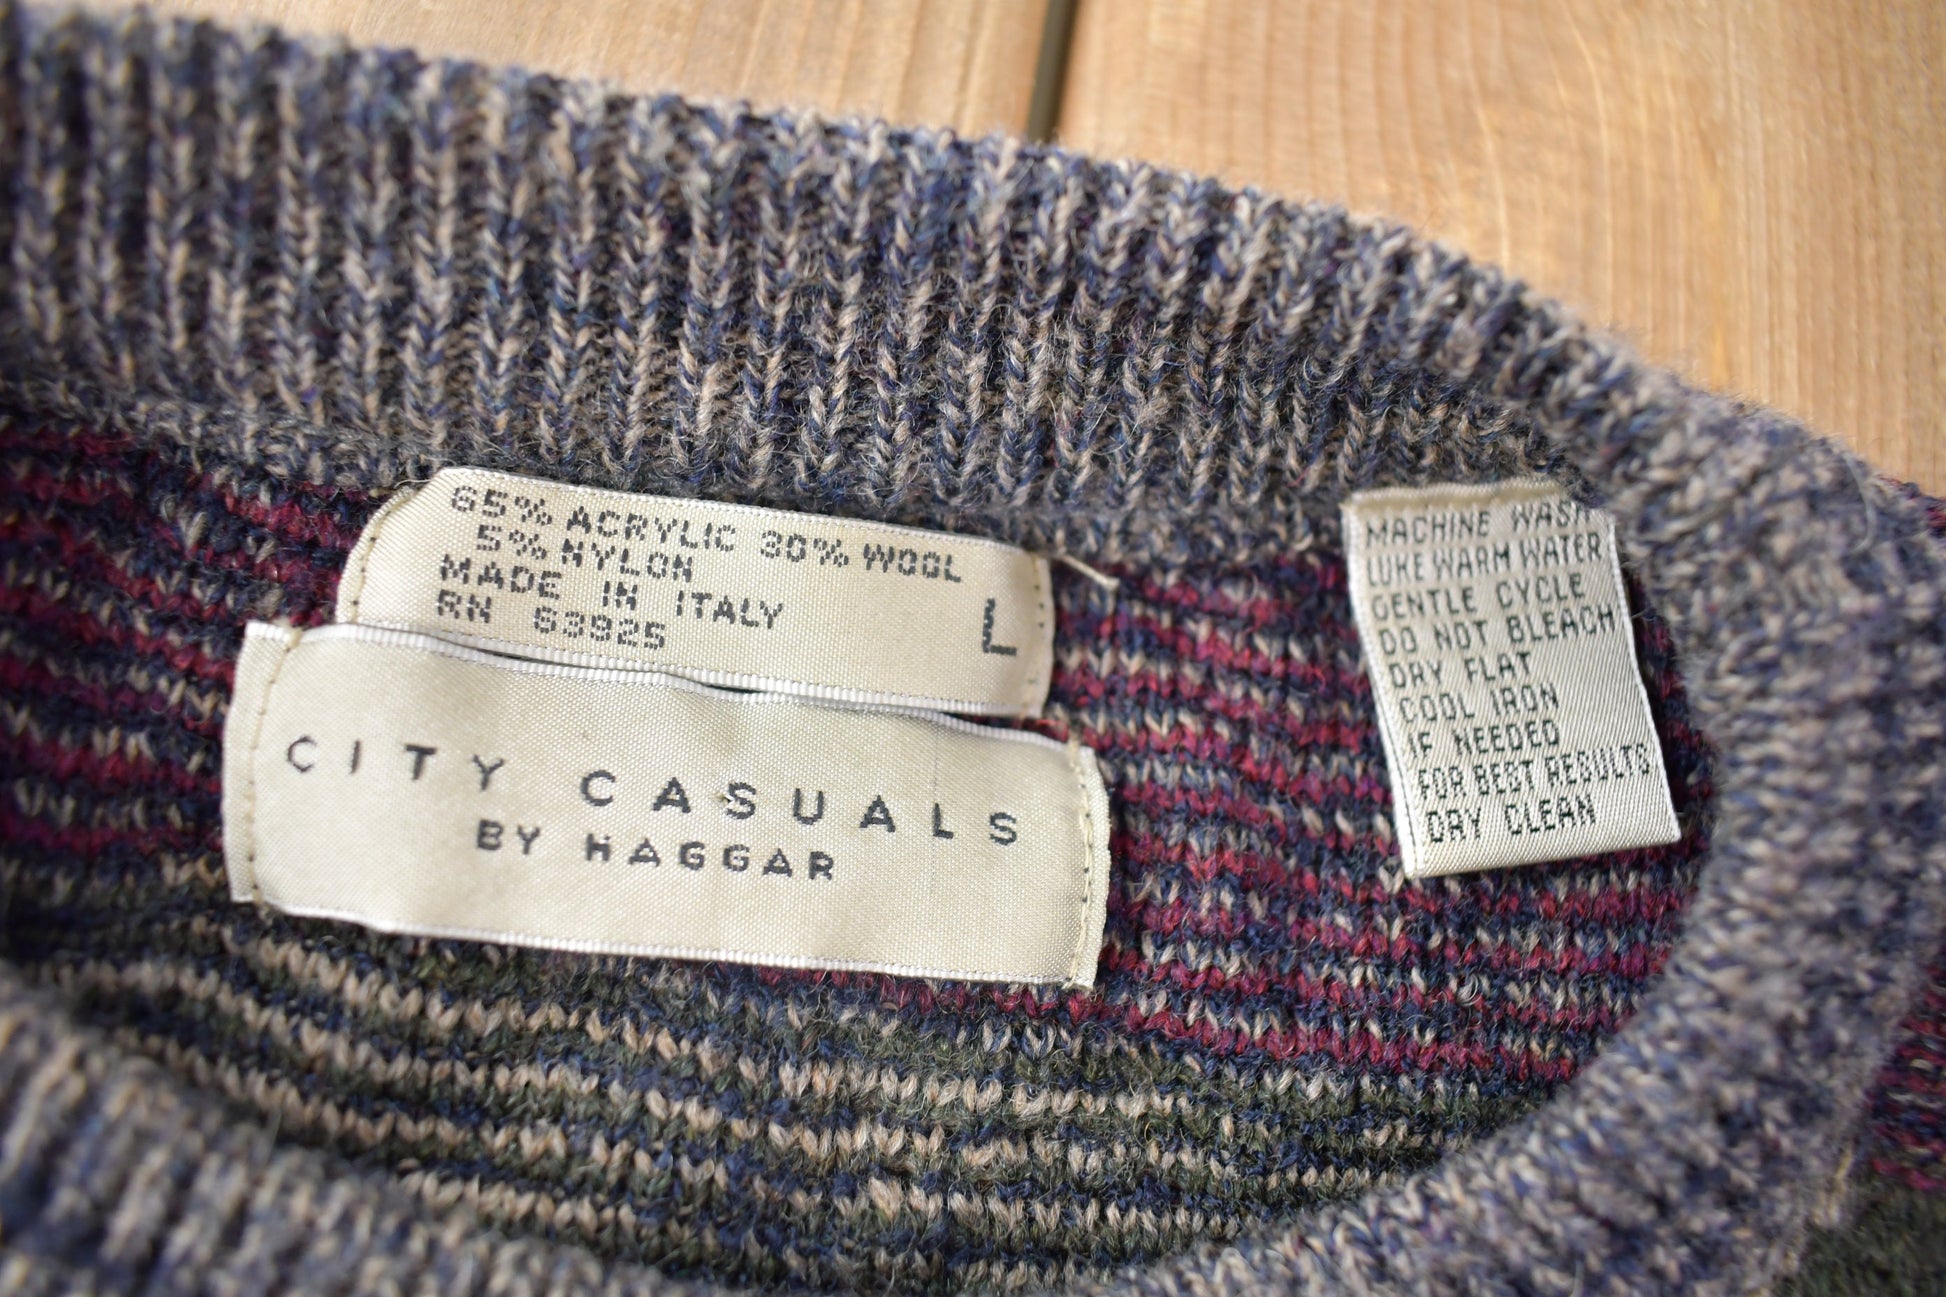 65% ACRYLIC 30% WOOL
5% NYLON
MADE IN ITALY
RN 53925
L
CITY CASUALS
BY HAGGAR
MACHINE WASH
LUKE WARM WATER
GENTLE CYCLE
DO NOT BLEACH
DRY FLAT
COOL IRON
IF NEEDED
FOR BEST RESULTS
DRY CLEAN